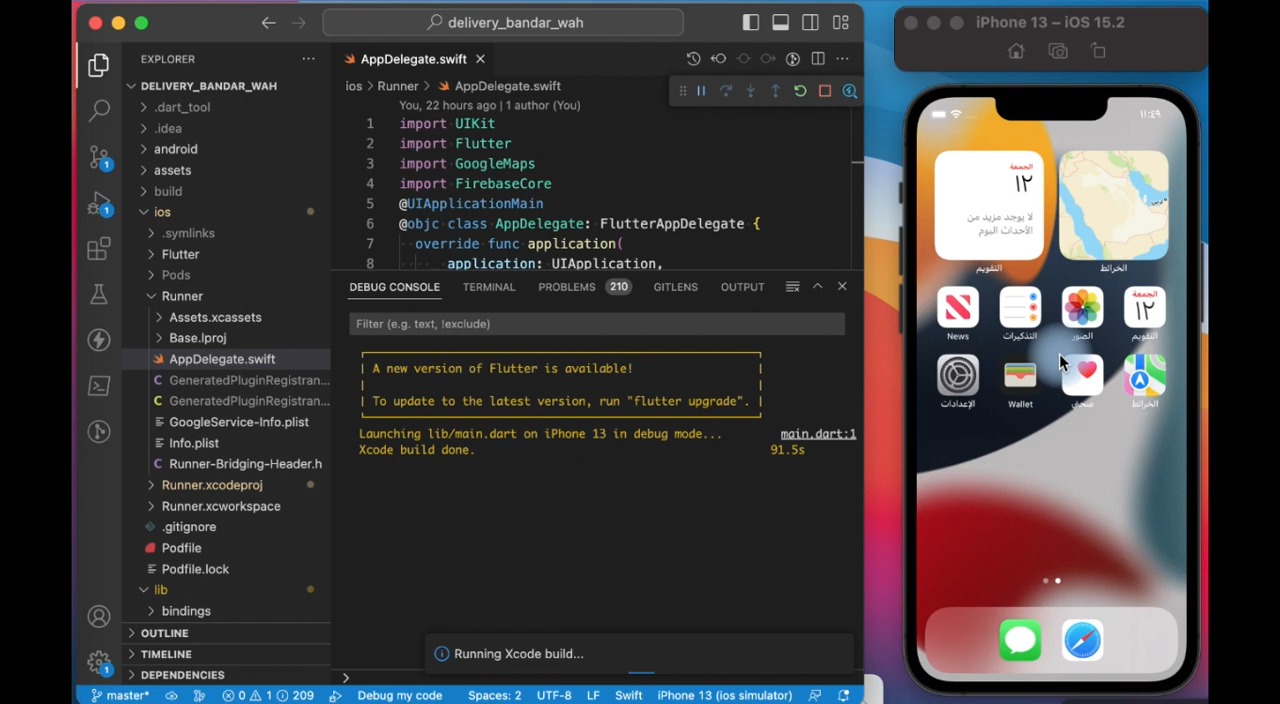 delivery_bandar_wah
EXPLORER
DELIVERY_BANDAR_WAH
.dart_tool
.idea
android
assets
build
ios
.symlinks
Flutter
Pods
Runner
Assets.xcassets
Base.lproj
AppDelegate.swift
GeneratedPluginRegistran...
GeneratedPluginRegistran...
GoogleService-Info.plist
Info.plist
Runner-Bridging-Header.h
Runner.xcodeproj
Runner.xcworkspace
.gitignore
Podfile
Podfile.lock
lib
bindings
OUTLINE
TIMELINE
DEPENDENCIES
1
1
1
AppDelegate.swift
ios > Runner > AppDelegate.swift
You, 22 hours ago | 1 author (You)
1 import UIKit
2 import Flutter
3 import GoogleMaps
4 import FirebaseCore
5 @UIApplicationMain
6 @objc class AppDelegate: FlutterAppDelegate {
7 override func application(
8 application: UIApplication,
DEBUG CONSOLE TERMINAL PROBLEMS 210 GITLENS OUTPUT
Filter (e.g. text, !exclude)
A new version of Flutter is available!
To update to the latest version, run "flutter upgrade".
Launching lib/main.dart on iPhone 13 in debug mode... main.dart:1
Xcode build done. 91.5s
Running Xcode build...
master* 0 1 209 Debug my code Spaces: 2 UTF-8 LF Swift iPhone 13 (ios simulator)
iPhone 13 – iOS 15.2
١١:٤٩
الجمعة
١٢
لا يوجد مزيد من
الأحداث اليوم
التقويم
دبي
الخرائط
News
التذكيرات
الصور
الجمعة
١٢
التقويم
الإعدادات
Wallet
صحتي
الخرائط